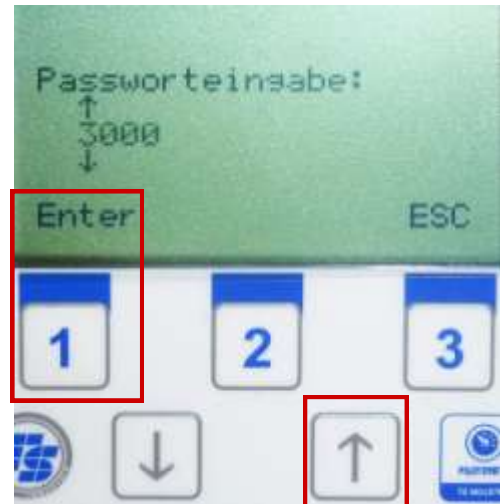 Passworteingabe:
↑
3000
↓
Enter ESC
1 2 3
↓ ↑